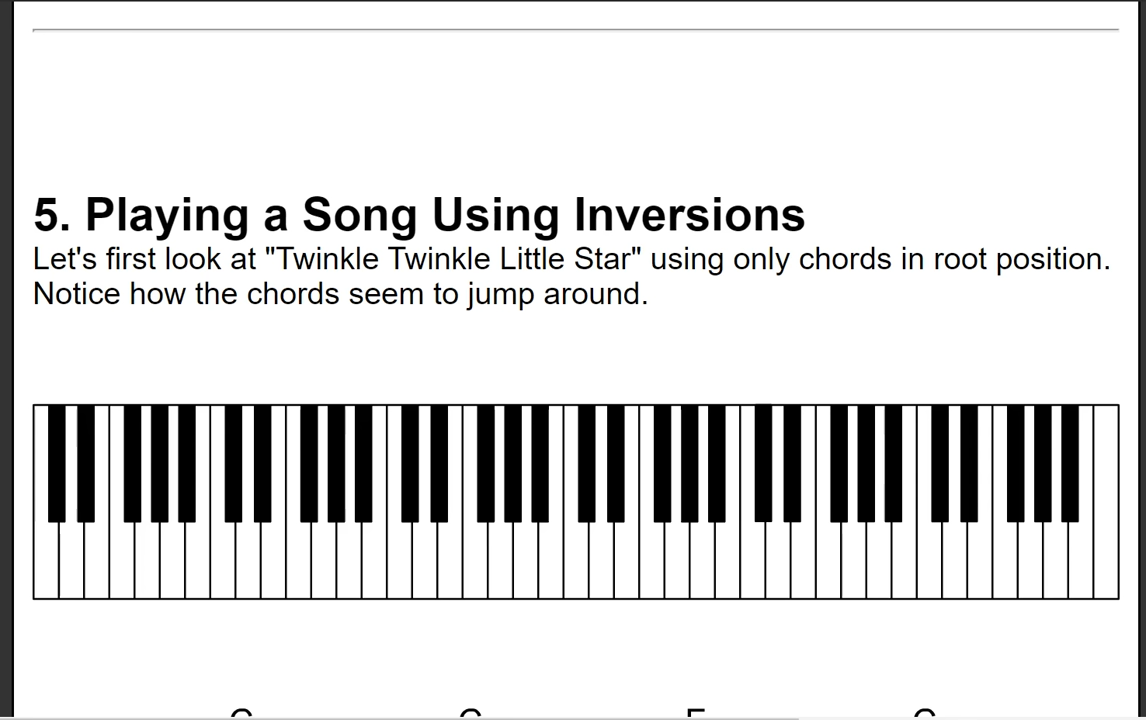 5. Playing a Song Using Inversions
Let's first look at "Twinkle Twinkle Little Star" using only chords in root position.
Notice how the chords seem to jump around.